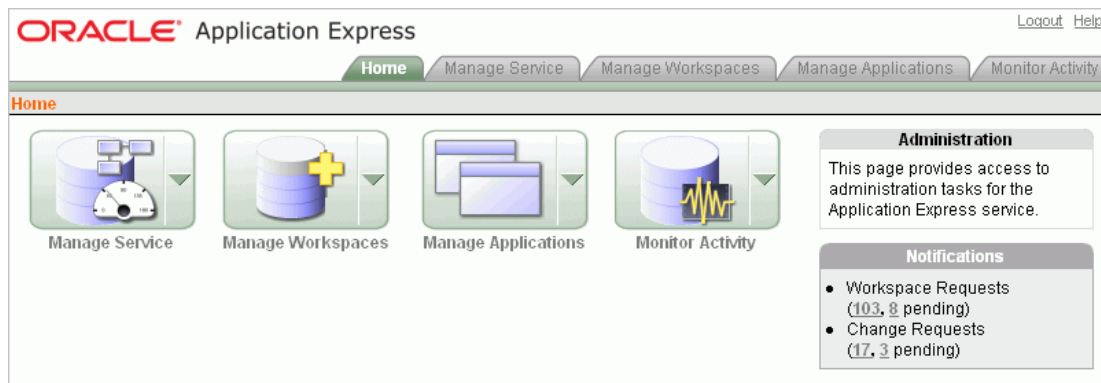 ORACLE Application Express
Logout Help
Home Manage Service Manage Workspaces Manage Applications Monitor Activity
Home
Manage Service
Manage Workspaces
Manage Applications
Monitor Activity
Administration
This page provides access to
administration tasks for the
Application Express service.
Notifications
• Workspace Requests
(103, 8 pending)
• Change Requests
(17, 3 pending)